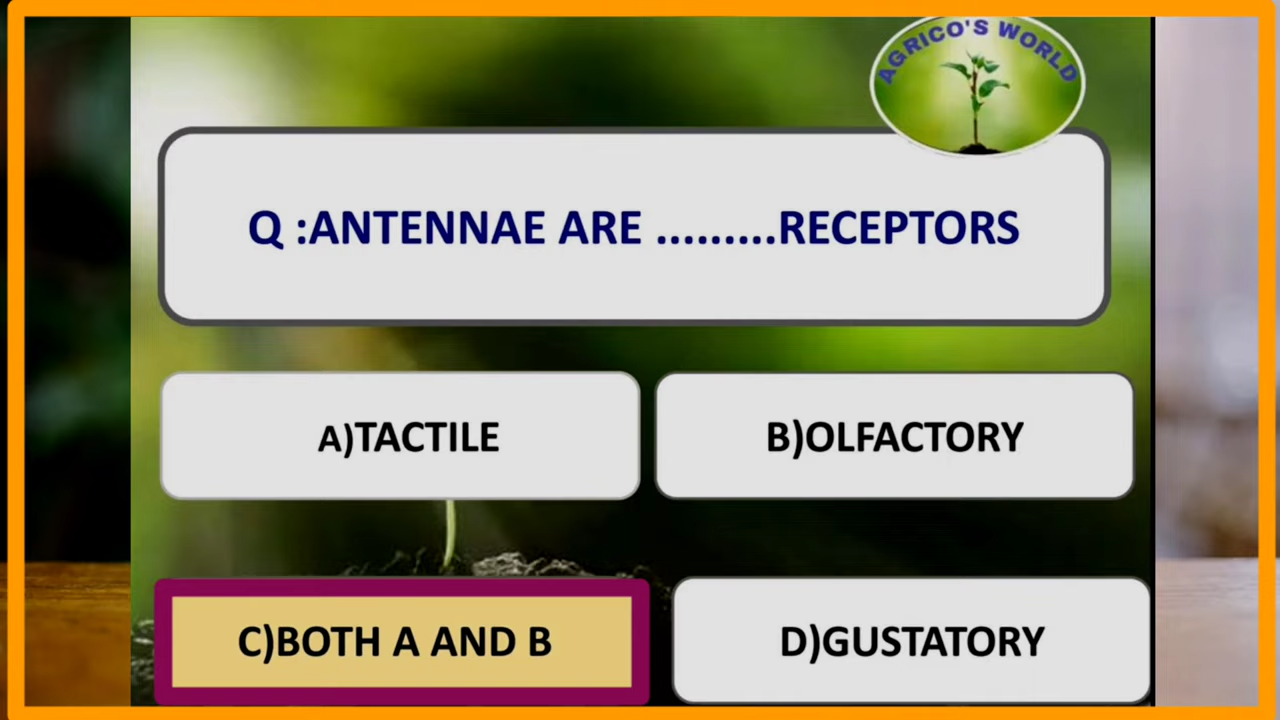 AGRICO'S WORLD
Q :ANTENNAE ARE .........RECEPTORS
A)TACTILE
B)OLFACTORY
C)BOTH A AND B
D)GUSTATORY